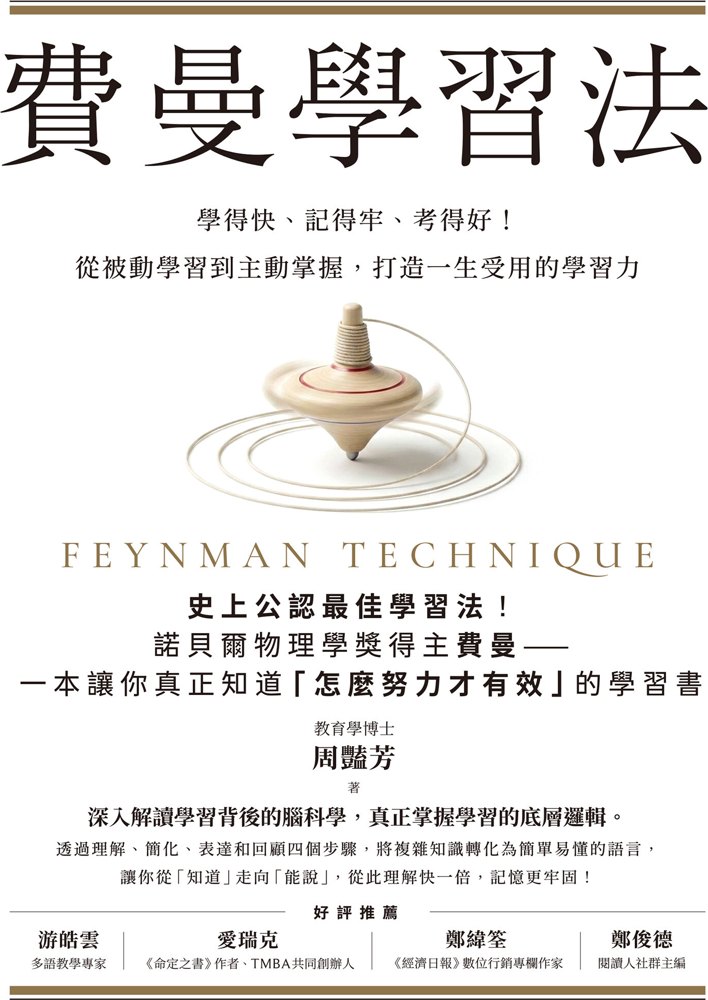 費曼學習法
學得快、記得牢、考得好！
從被動學習到主動掌握，打造一生受用的學習力
FEYNMAN TECHNIQUE
史上公認最佳學習法！
諾貝爾物理學獎得主費曼——
一本讓你真正知道「怎麼努力才有效」的學習書
教育學博士
周豔芳
著
深入解讀學習背後的腦科學，真正掌握學習的底層邏輯。
透過理解、簡化、表達和回顧四個步驟，將複雜知識轉化為簡單易懂的語言，
讓你從「知道」走向「能說」，從此理解快一倍，記憶更牢固！
好評推薦
游皓雲
多語教學專家
愛瑞克
《命定之書》作者、TMBA共同創辦人
鄭緯筌
《經濟日報》數位行銷專欄作家
鄭俊德
閱讀人社群主編